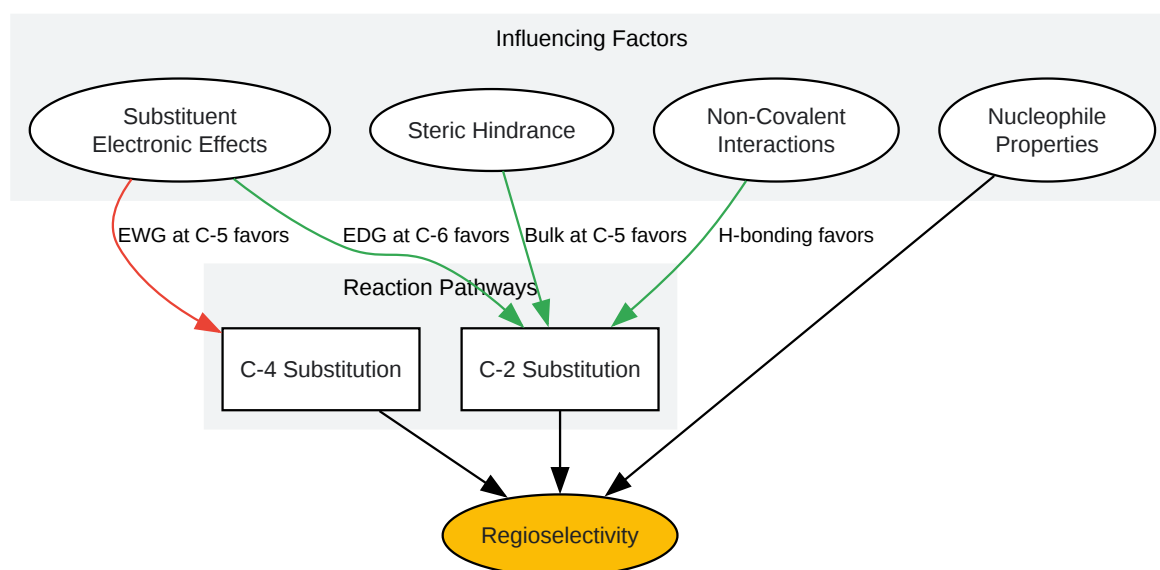 Influencing Factors
Substituent
Electronic Effects
Steric Hindrance
Non-Covalent
Interactions
Nucleophile
Properties
EWG at C-5 favors
EDG at C-6 favors
Bulk at C-5 favors
H-bonding favors
Reaction Pathways
C-4 Substitution
C-2 Substitution
Regioselectivity